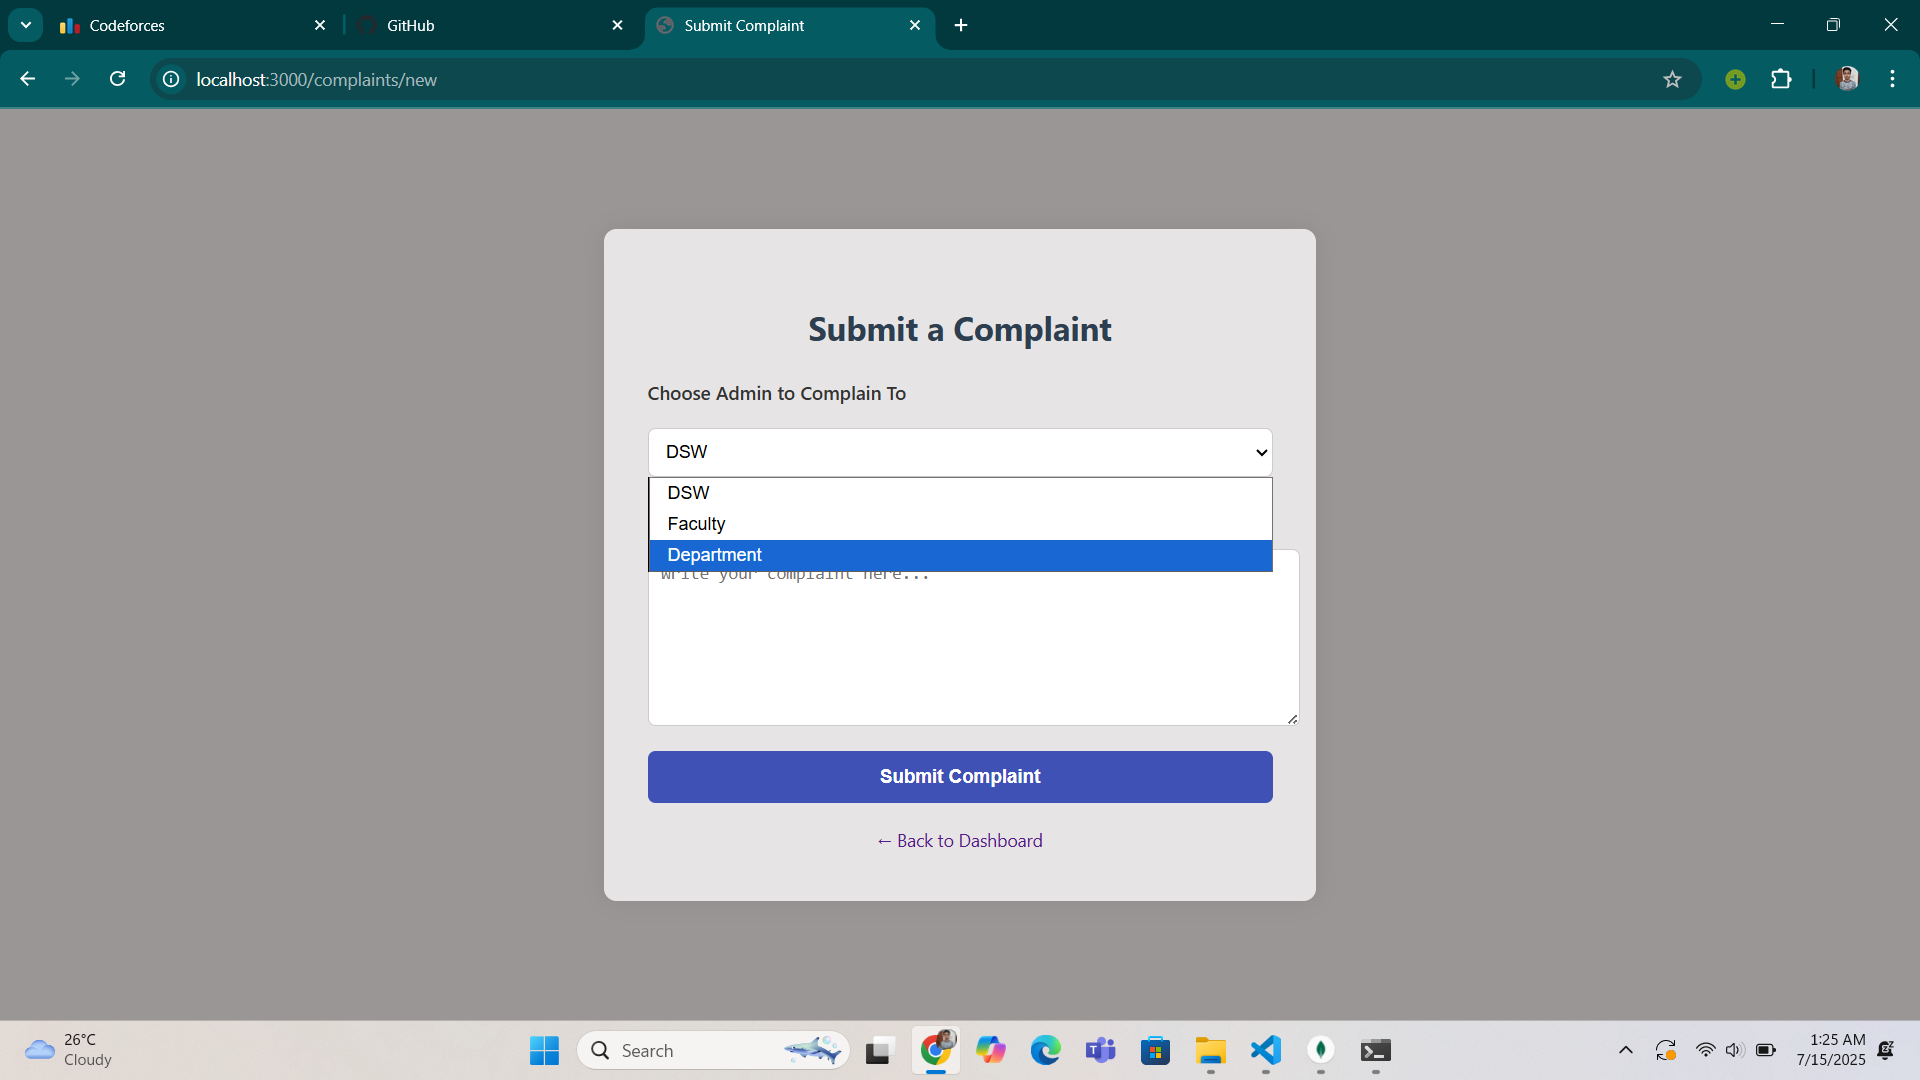 Codeforces
GitHub
Submit Complaint
localhost:3000/complaints/new
Submit a Complaint
Choose Admin to Complain To
DSW
DSW
Faculty
Department
Write your complaint here...
Submit Complaint
← Back to Dashboard
26°C
Cloudy
Search
1:25 AM
7/15/2025